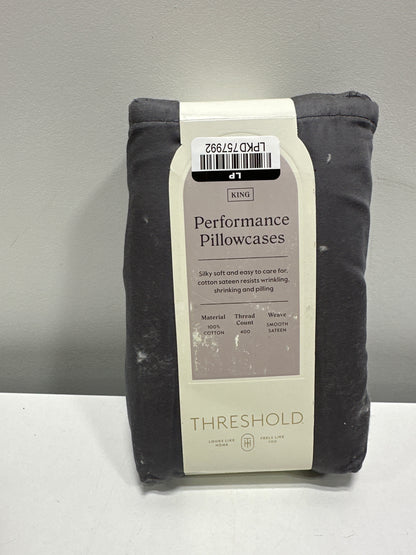 LPKD757992
LP
KING
Performance
Pillowcases
Silky soft and easy to care for,
cotton sateen resists wrinkling,
shrinking and pilling
Material Thread Count Weave
100% COTTON 400 SMOOTH SATEEN
THRESHOLD
LOOKS LIKE HOME TH FEELS LIKE YOU